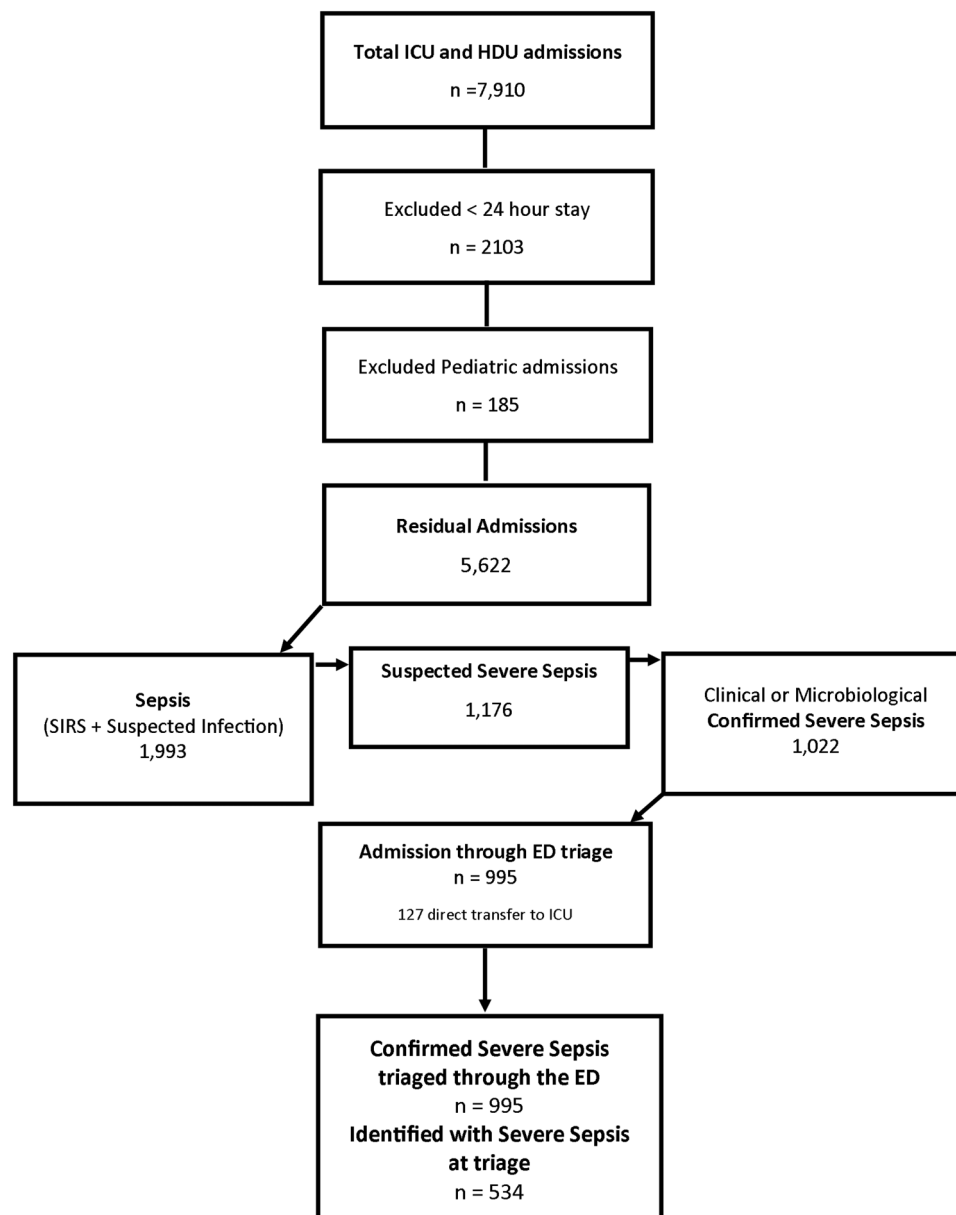 Total ICU and HDU admissions
n =7,910
Excluded < 24 hour stay
n = 2103
Excluded Pediatric admissions
n = 185
Residual Admissions
5,622
Sepsis
(SIRS + Suspected Infection)
1,993
Suspected Severe Sepsis
1,176
Clinical or Microbiological
Confirmed Severe Sepsis
1,022
Admission through ED triage
n = 995
127 direct transfer to ICU
Confirmed Severe Sepsis
triaged through the ED
n = 995
Identified with Severe Sepsis
at triage
n = 534